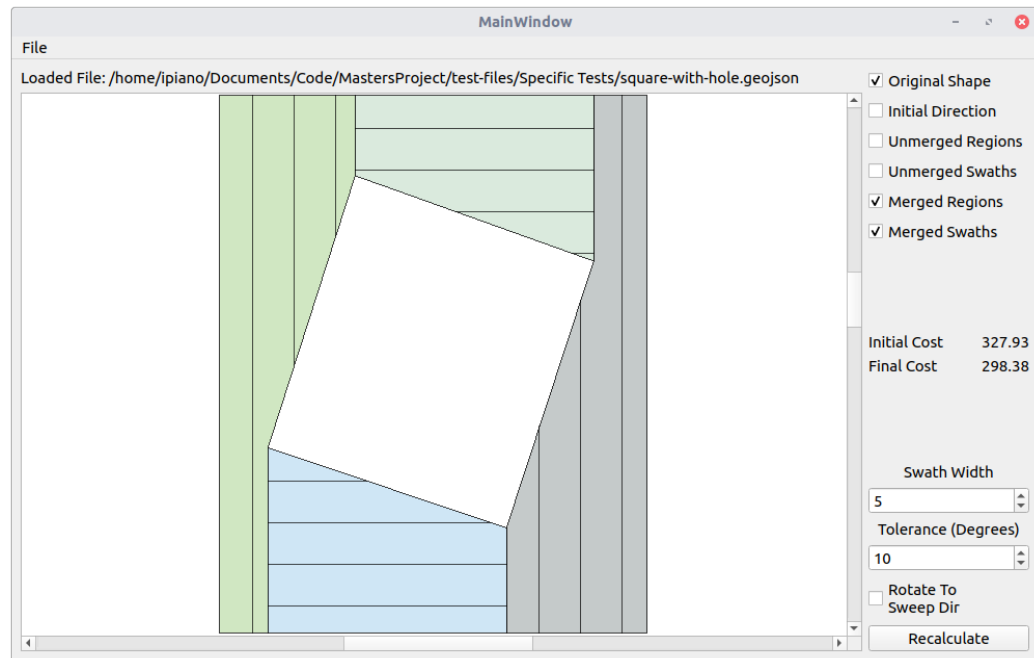 MainWindow
File
Loaded File: /home/ipiano/Documents/Code/MastersProject/test-files/Specific Tests/square-with-hole.geojson
Original Shape
Initial Direction
Unmerged Regions
Unmerged Swaths
Merged Regions
Merged Swaths
Initial Cost 327.93
Final Cost 298.38
Swath Width
5
Tolerance (Degrees)
10
Rotate To
Sweep Dir
Recalculate